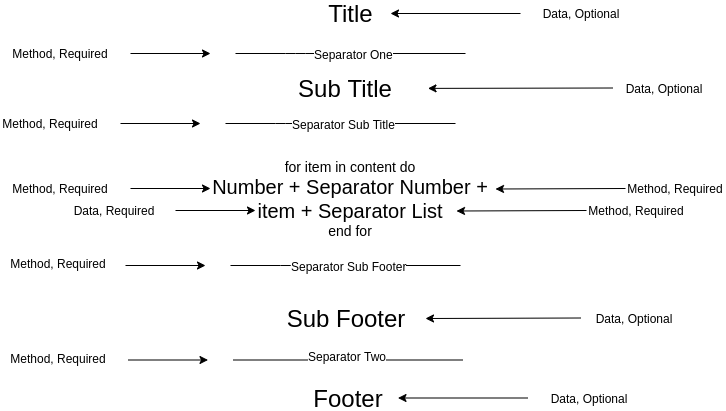 Title
Data, Optional
Method, Required
Separator One
Sub Title
Data, Optional
Method, Required
Separator Sub Title
for item in content do
Method, Required
Number + Separator Number +
Method, Required
Data, Required
item + Separator List
Method, Required
end for
Method, Required
Separator Sub Footer
Sub Footer
Data, Optional
Method, Required
Separator Two
Footer
Data, Optional